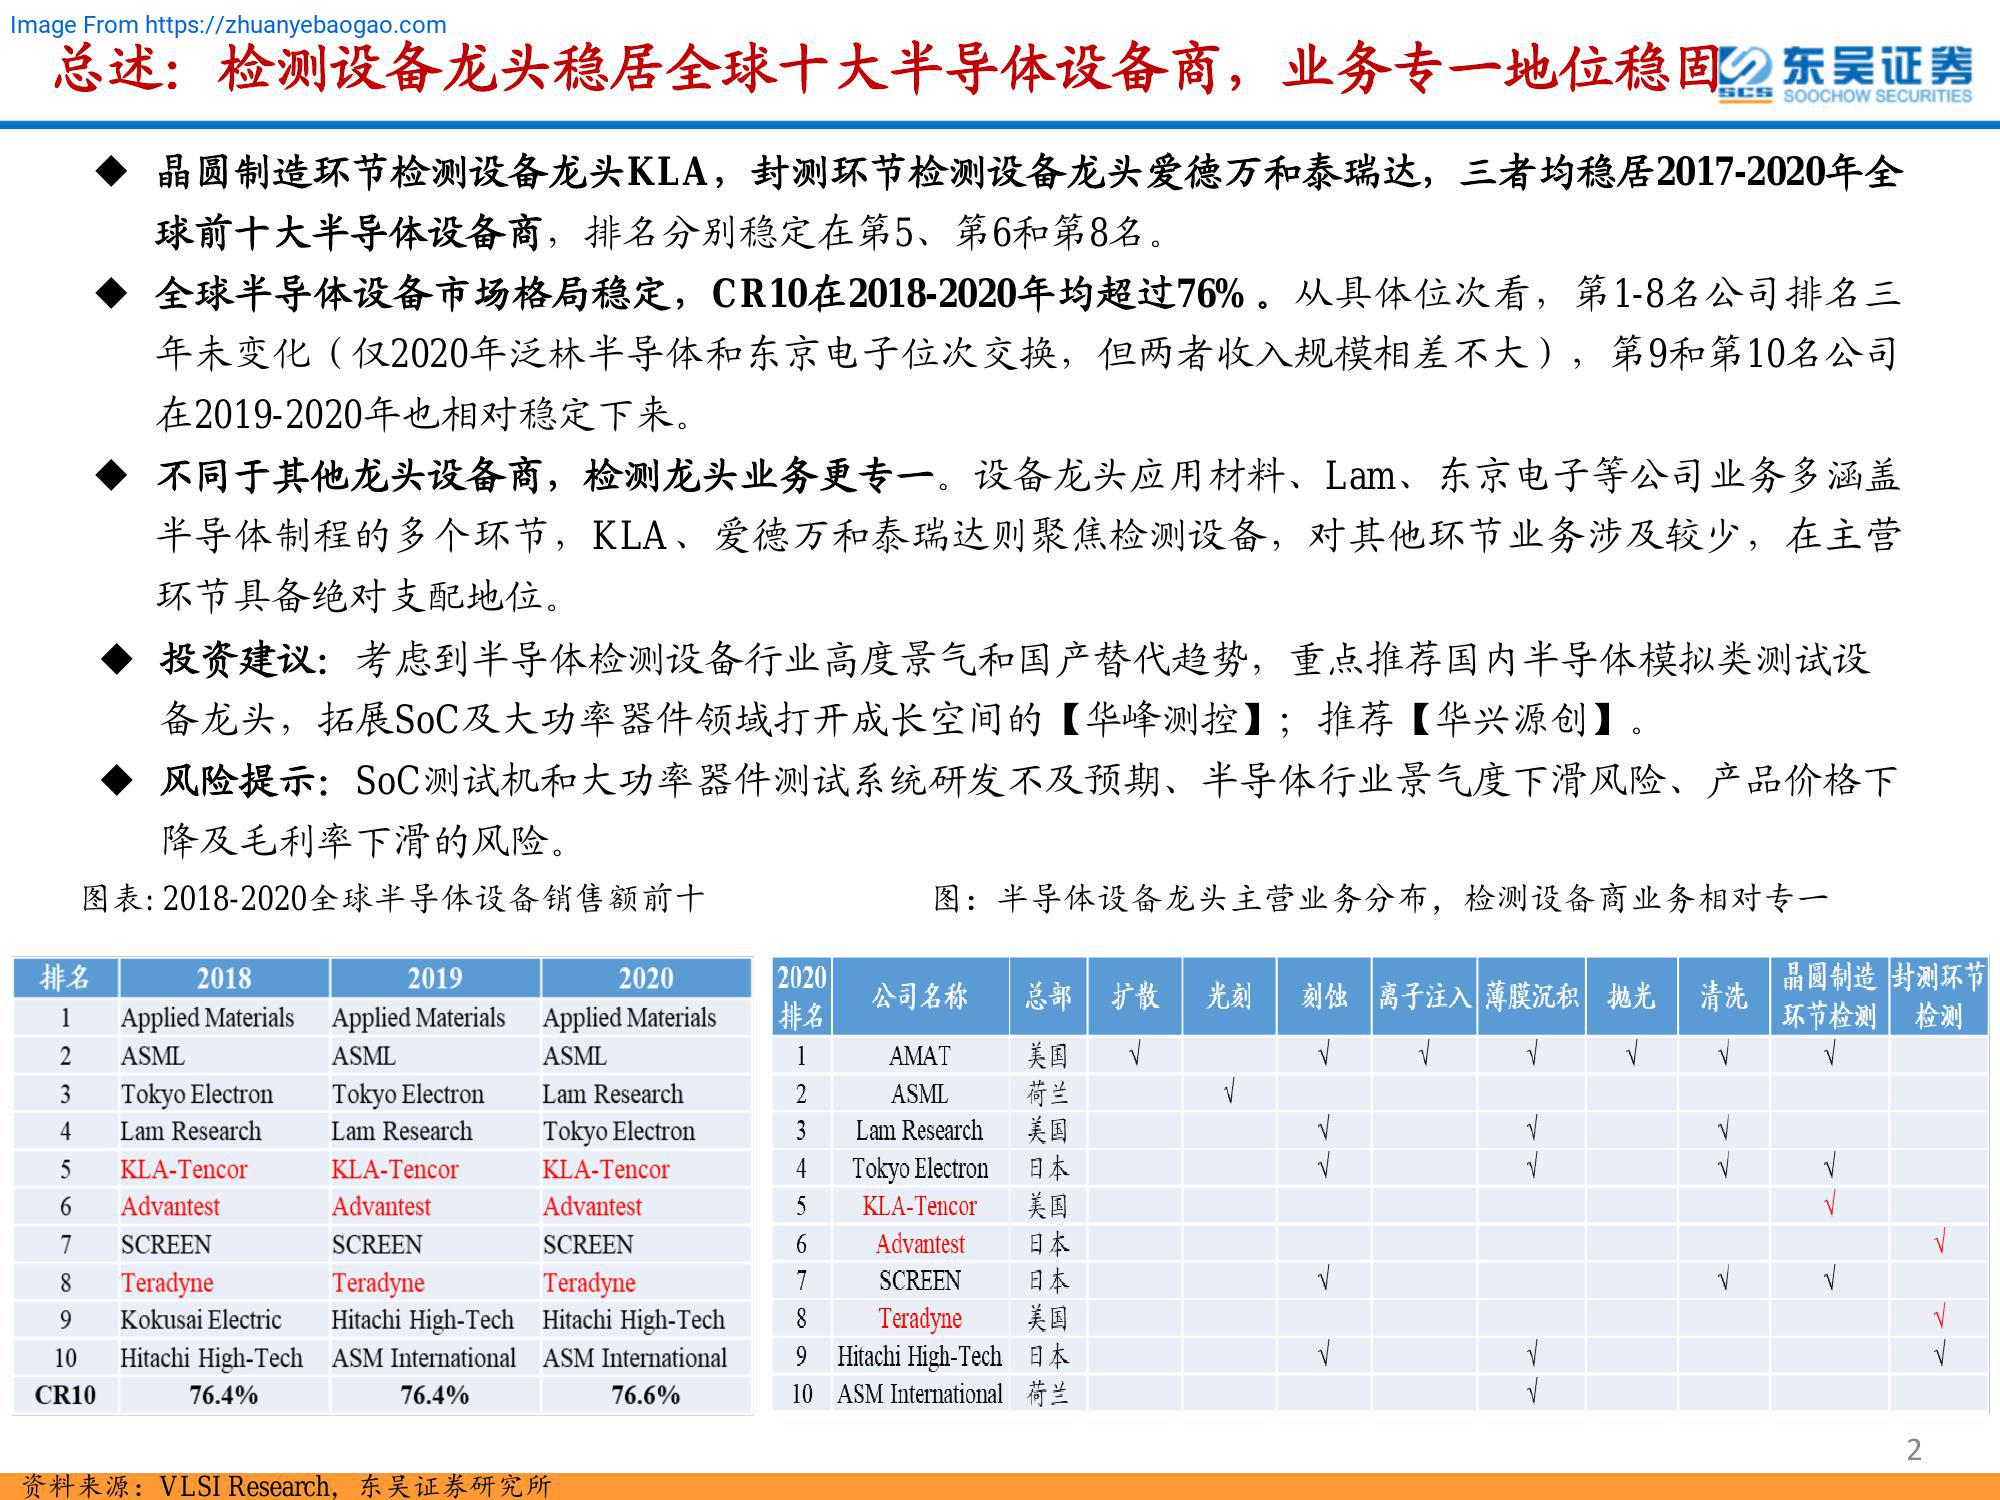 Image From https://zhuanyebaogao.com
总述：检测设备龙头稳居全球十大半导体设备商，业务专一地位稳固
SCS 东吴证券
SOOCHOW SECURITIES
◆ 晶圆制造环节检测设备龙头KLA，封测环节检测设备龙头爱德万和泰瑞达，三者均稳居2017-2020年全
球前十大半导体设备商，排名分别稳定在第5、第6和第8名。
◆ 全球半导体设备市场格局稳定，CR10在2018-2020年均超过76% 。从具体位次看，第1-8名公司排名三
年未变化（仅2020年泛林半导体和东京电子位次交换，但两者收入规模相差不大），第9和第10名公司
在2019-2020年也相对稳定下来。
◆ 不同于其他龙头设备商，检测龙头业务更专一。设备龙头应用材料、Lam、东京电子等公司业务多涵盖
半导体制程的多个环节，KLA、爱德万和泰瑞达则聚焦检测设备，对其他环节业务涉及较少，在主营
环节具备绝对支配地位。
◆ 投资建议：考虑到半导体检测设备行业高度景气和国产替代趋势，重点推荐国内半导体模拟类测试设
备龙头，拓展SoC及大功率器件领域打开成长空间的【华峰测控】；推荐【华兴源创】。
◆ 风险提示：SoC测试机和大功率器件测试系统研发不及预期、半导体行业景气度下滑风险、产品价格下
降及毛利率下滑的风险。
图表: 2018-2020全球半导体设备销售额前十
排名 2018 2019 2020
1 Applied Materials Applied Materials Applied Materials
2 ASML ASML ASML
3 Tokyo Electron Tokyo Electron Lam Research
4 Lam Research Lam Research Tokyo Electron
5 KLA-Tencor KLA-Tencor KLA-Tencor
6 Advantest Advantest Advantest
7 SCREEN SCREEN SCREEN
8 Teradyne Teradyne Teradyne
9 Kokusai Electric Hitachi High-Tech Hitachi High-Tech
10 Hitachi High-Tech ASM International ASM International
CR10 76.4% 76.4% 76.6%
图：半导体设备龙头主营业务分布，检测设备商业务相对专一
2020排名 公司名称 总部 扩散 光刻 刻蚀 离子注入 薄膜沉积 抛光 清洗 晶圆制造环节检测 封测环节检测
1 AMAT 美国 √ √ √ √ √ √ √
2 ASML 荷兰 √
3 Lam Research 美国 √ √ √
4 Tokyo Electron 日本 √ √ √ √
5 KLA-Tencor 美国 √
6 Advantest 日本 √
7 SCREEN 日本 √ √ √
8 Teradyne 美国 √
9 Hitachi High-Tech 日本 √ √ √
10 ASM International 荷兰 √
2
资料来源：VLSI Research，东吴证券研究所